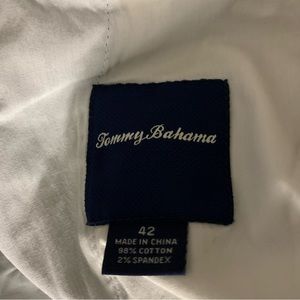 Tommy Bahama
42
MADE IN CHINA
98% COTTON
2% SPANDEX